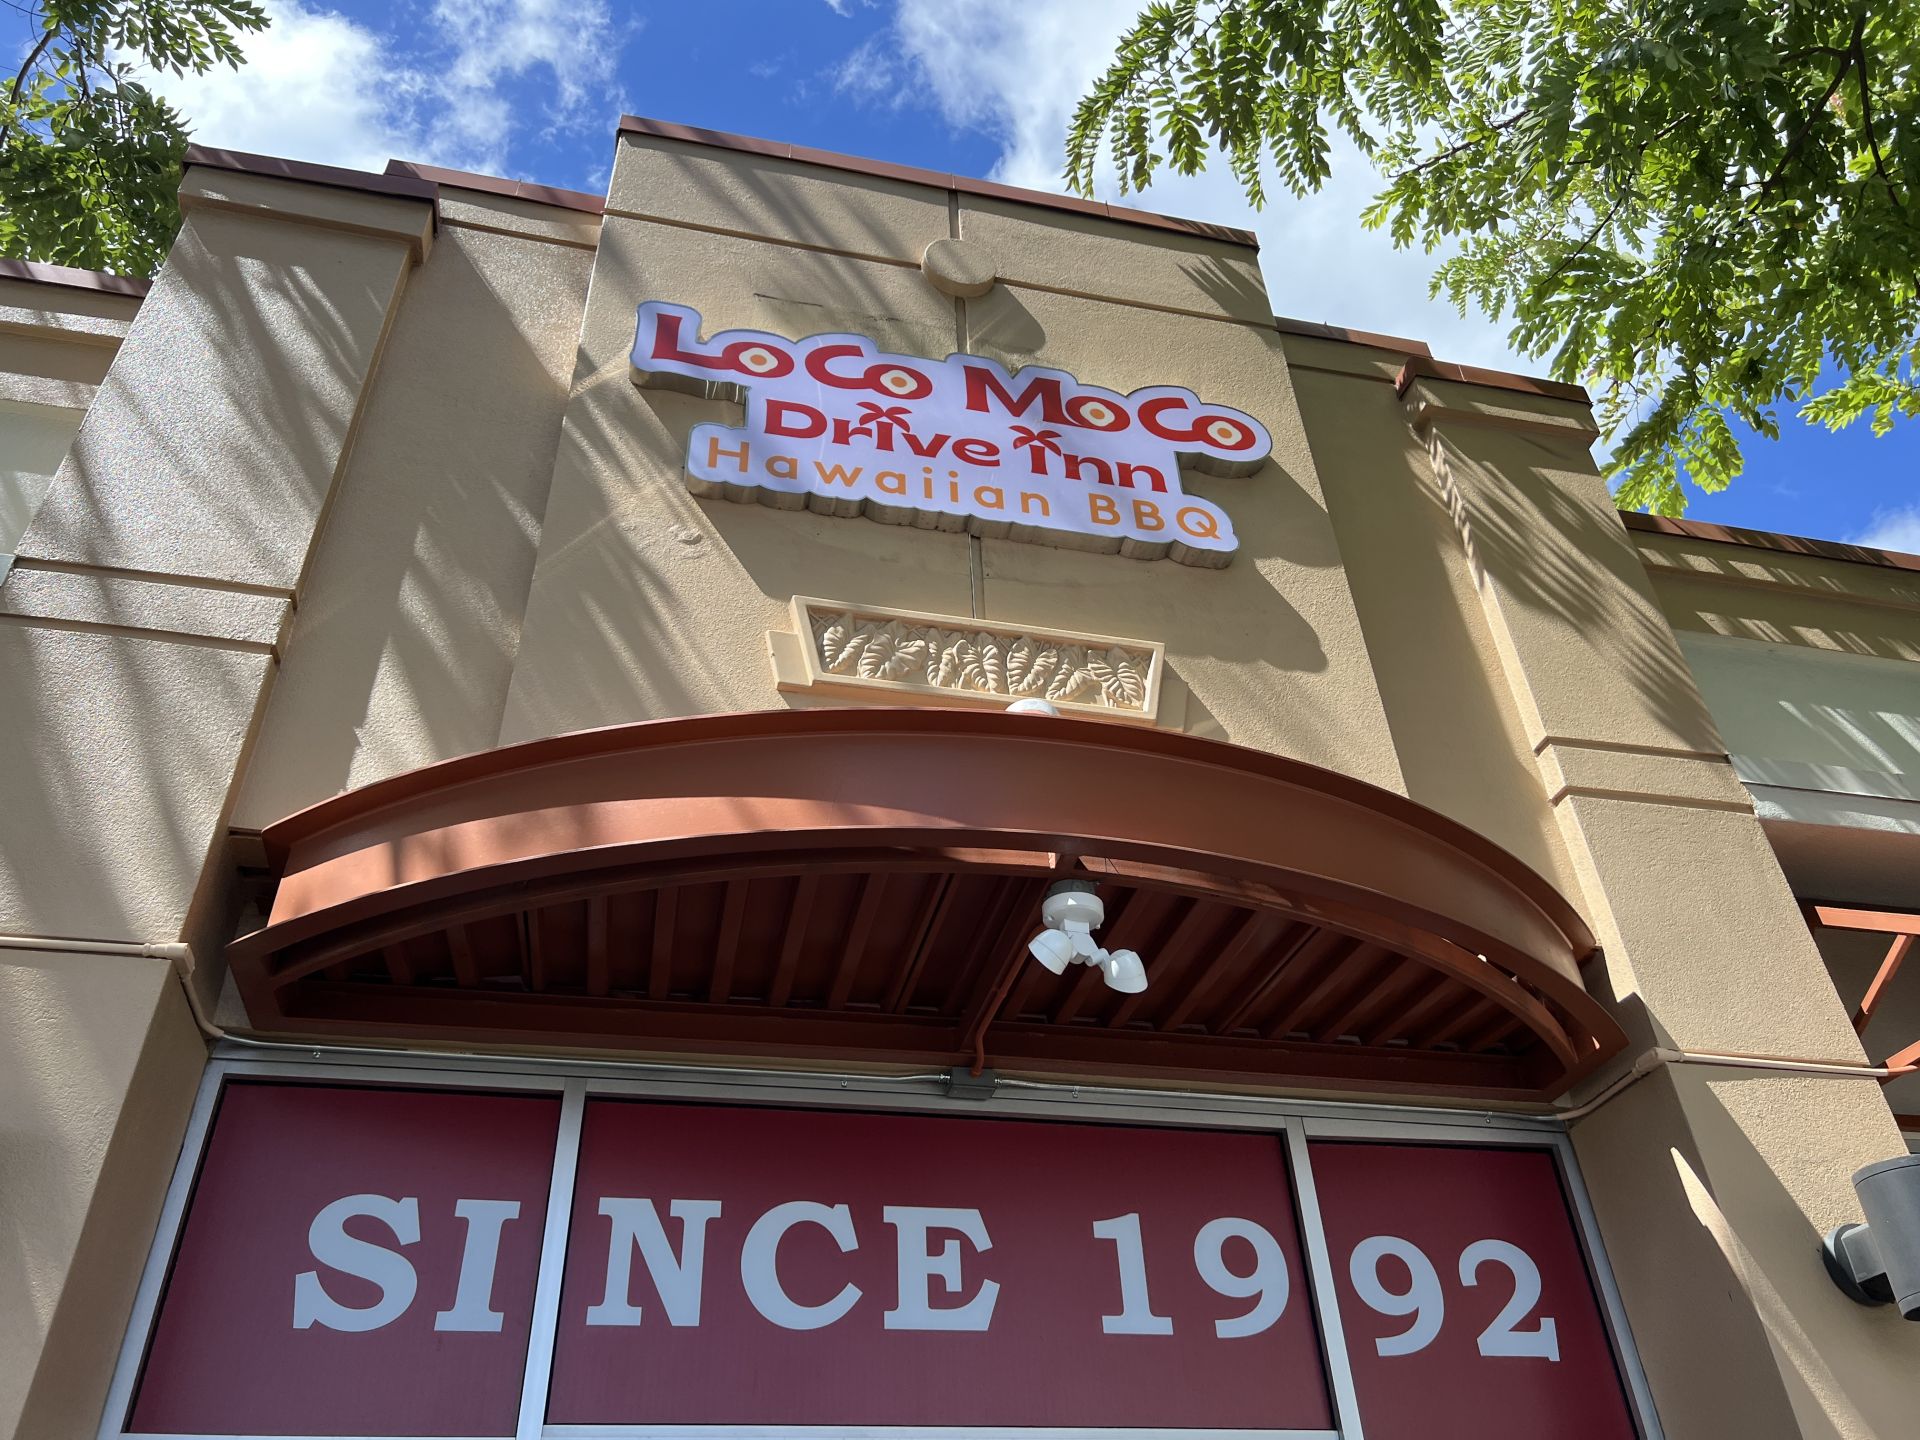 LoCo MoCo
Drive Inn
Hawaiian BBQ
SINCE 1992